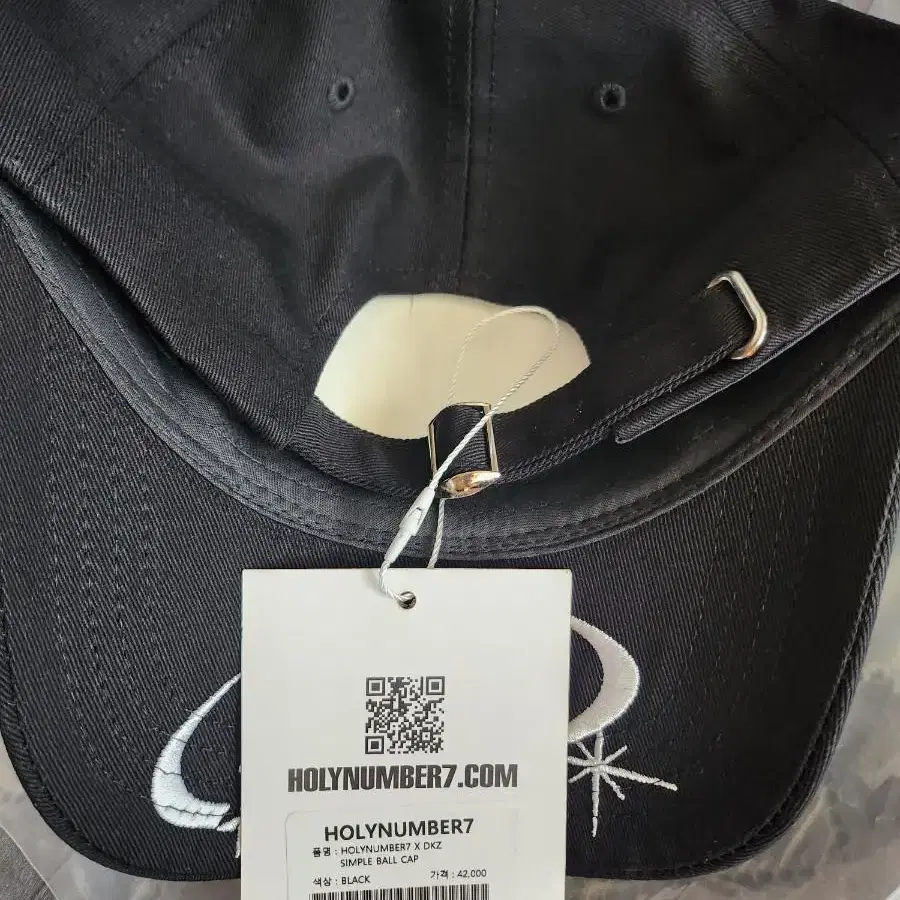 HOLYNUMBER7.COM
HOLYNUMBER7
품명 : HOLYNUMBER7 X DKZ
SIMPLE BALL CAP
색상 : BLACK 가격 : 42,000